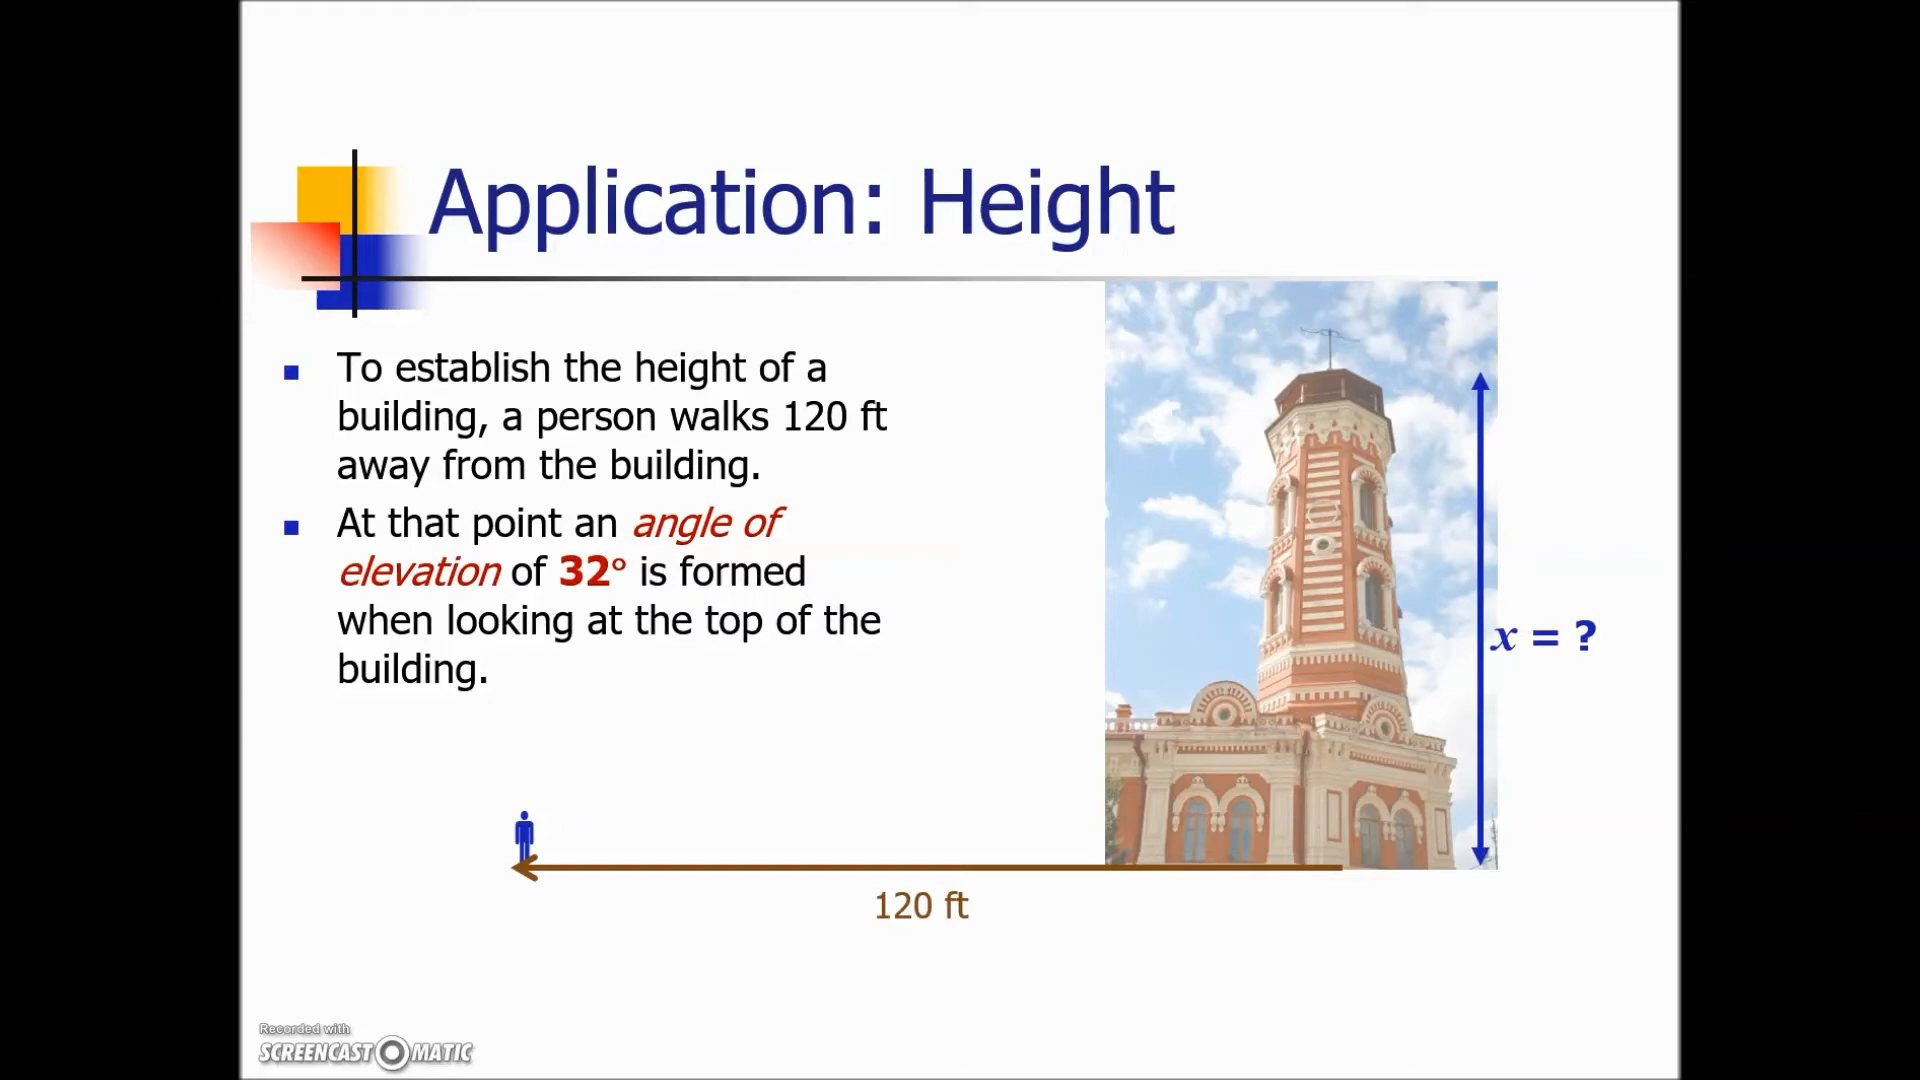 Application: Height
To establish the height of a
building, a person walks 120 ft
away from the building.
At that point an angle of
elevation of 32° is formed
when looking at the top of the
building.
x = ?
120 ft
Recorded with
SCREENCAST O MATIC